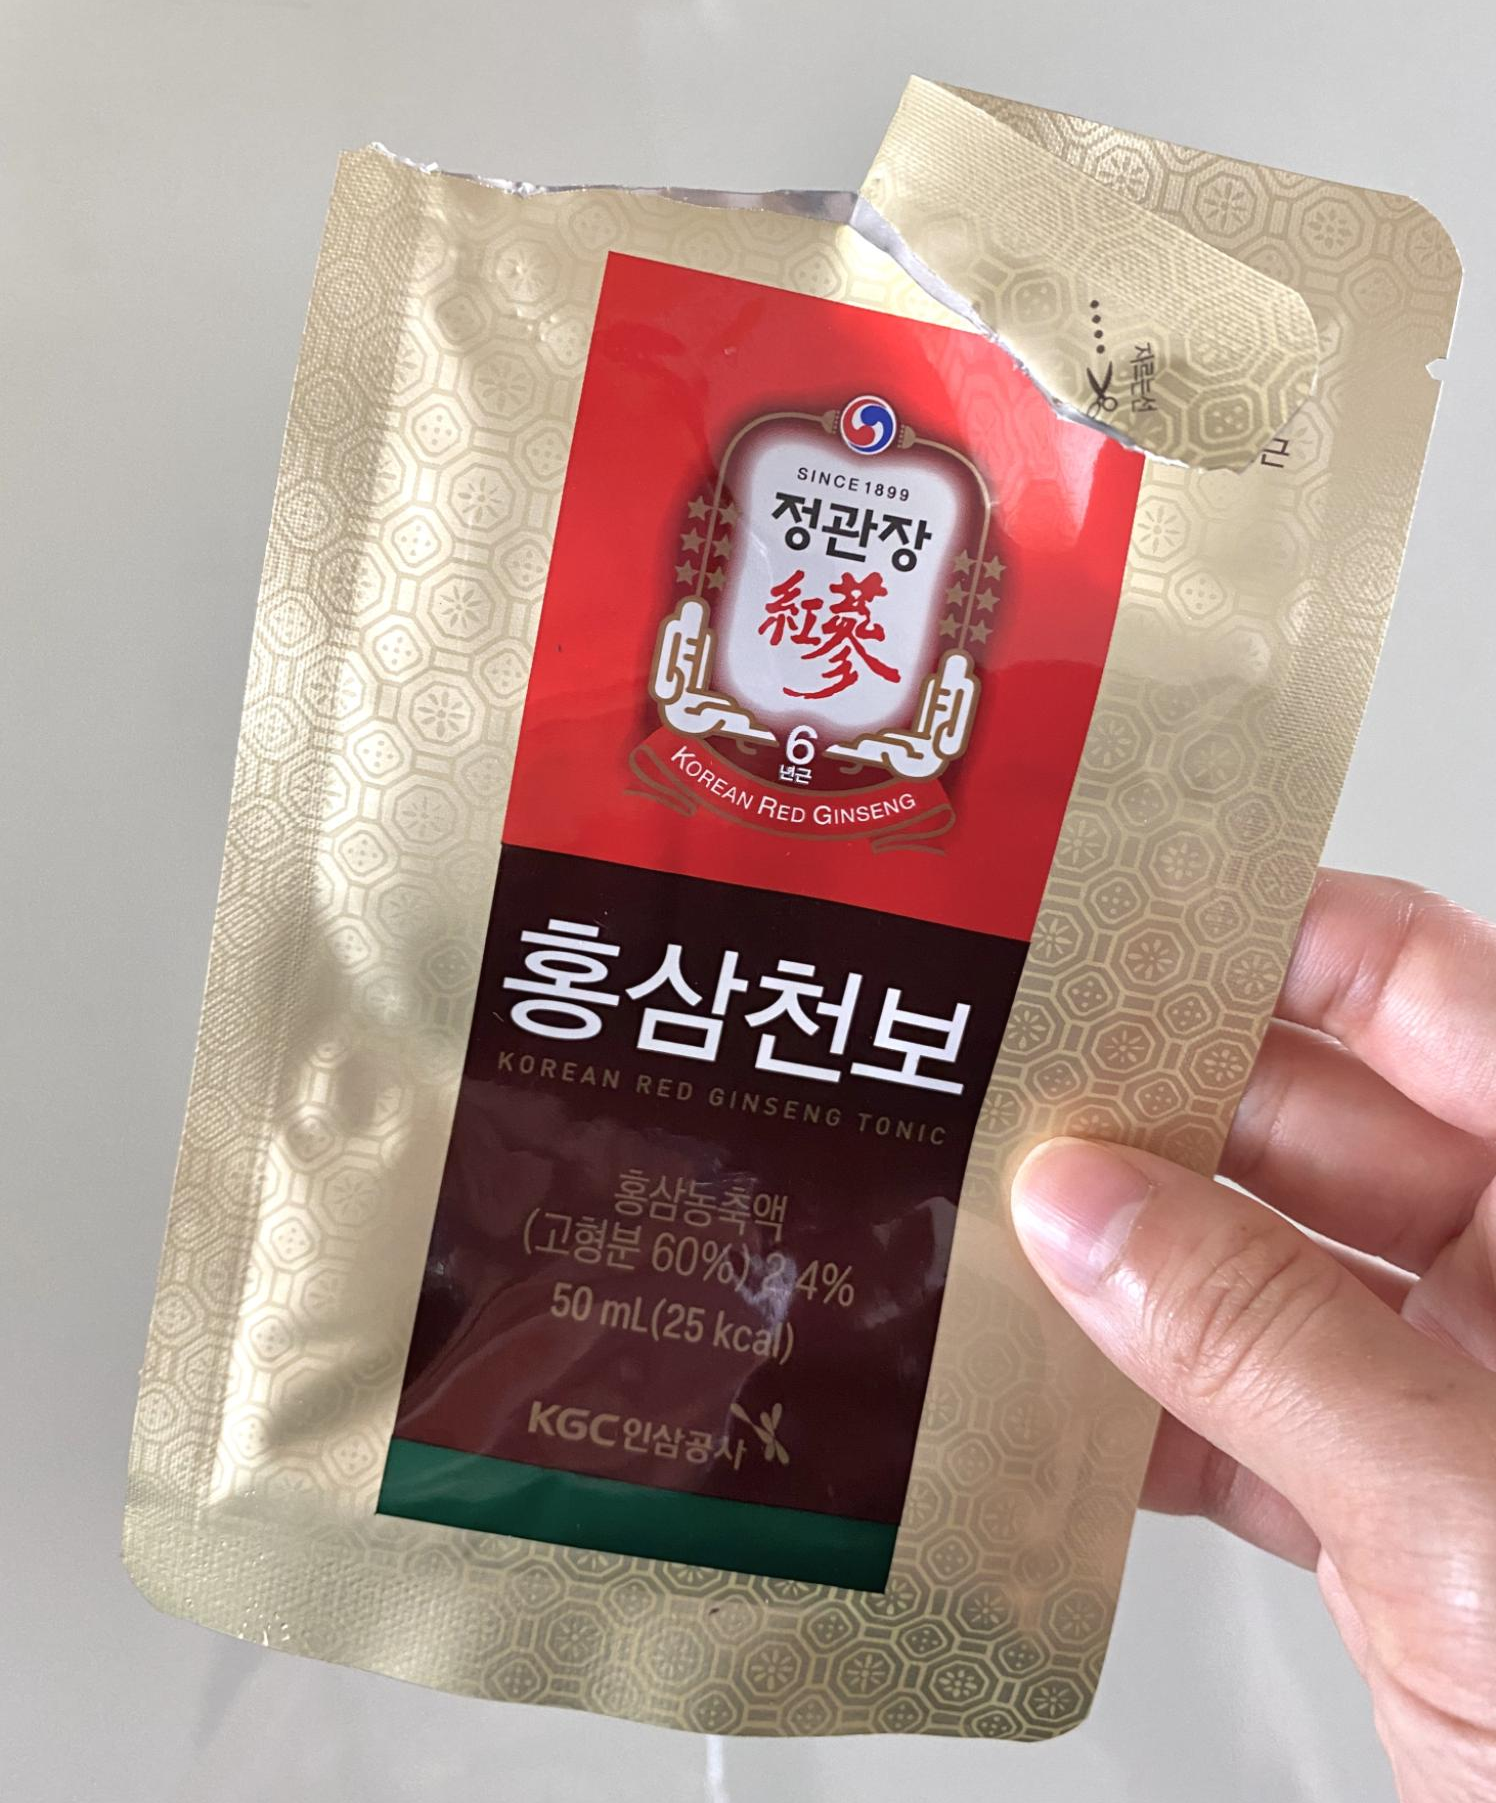 자르는선
근
SINCE 1899
정관장
紅蔘
6
년근
KOREAN RED GINSENG
홍삼천보
KOREAN RED GINSENG TONIC
홍삼농축액
(고형분 60%) 2.4%
50 mL(25 kcal)
KGC인삼공사